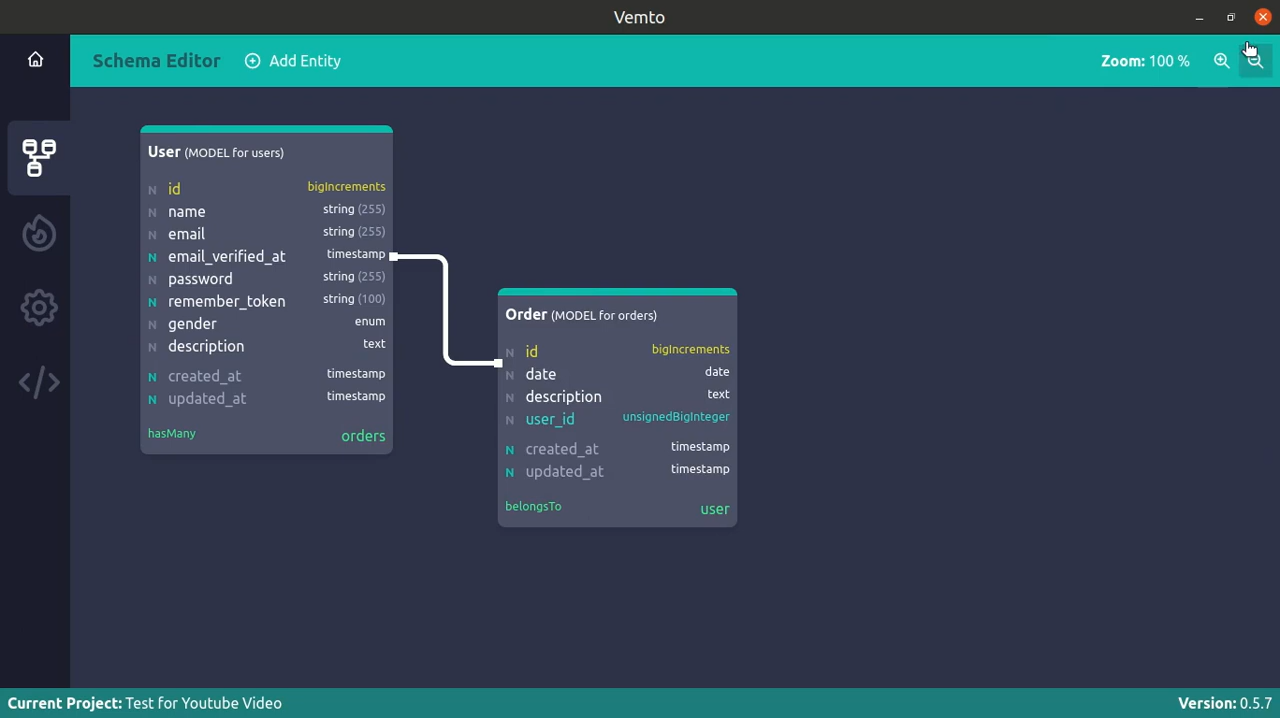 Vemto
Schema Editor Add Entity Zoom: 100 %
User (MODEL for users)
N id bigIncrements
N name string (255)
N email string (255)
N email_verified_at timestamp
N password string (255)
N remember_token string (100)
N gender enum
N description text
N created_at timestamp
N updated_at timestamp
hasMany orders
Order (MODEL for orders)
N id bigIncrements
N date date
N description text
N user_id unsignedBigInteger
N created_at timestamp
N updated_at timestamp
belongsTo user
Current Project: Test for Youtube Video Version: 0.5.7